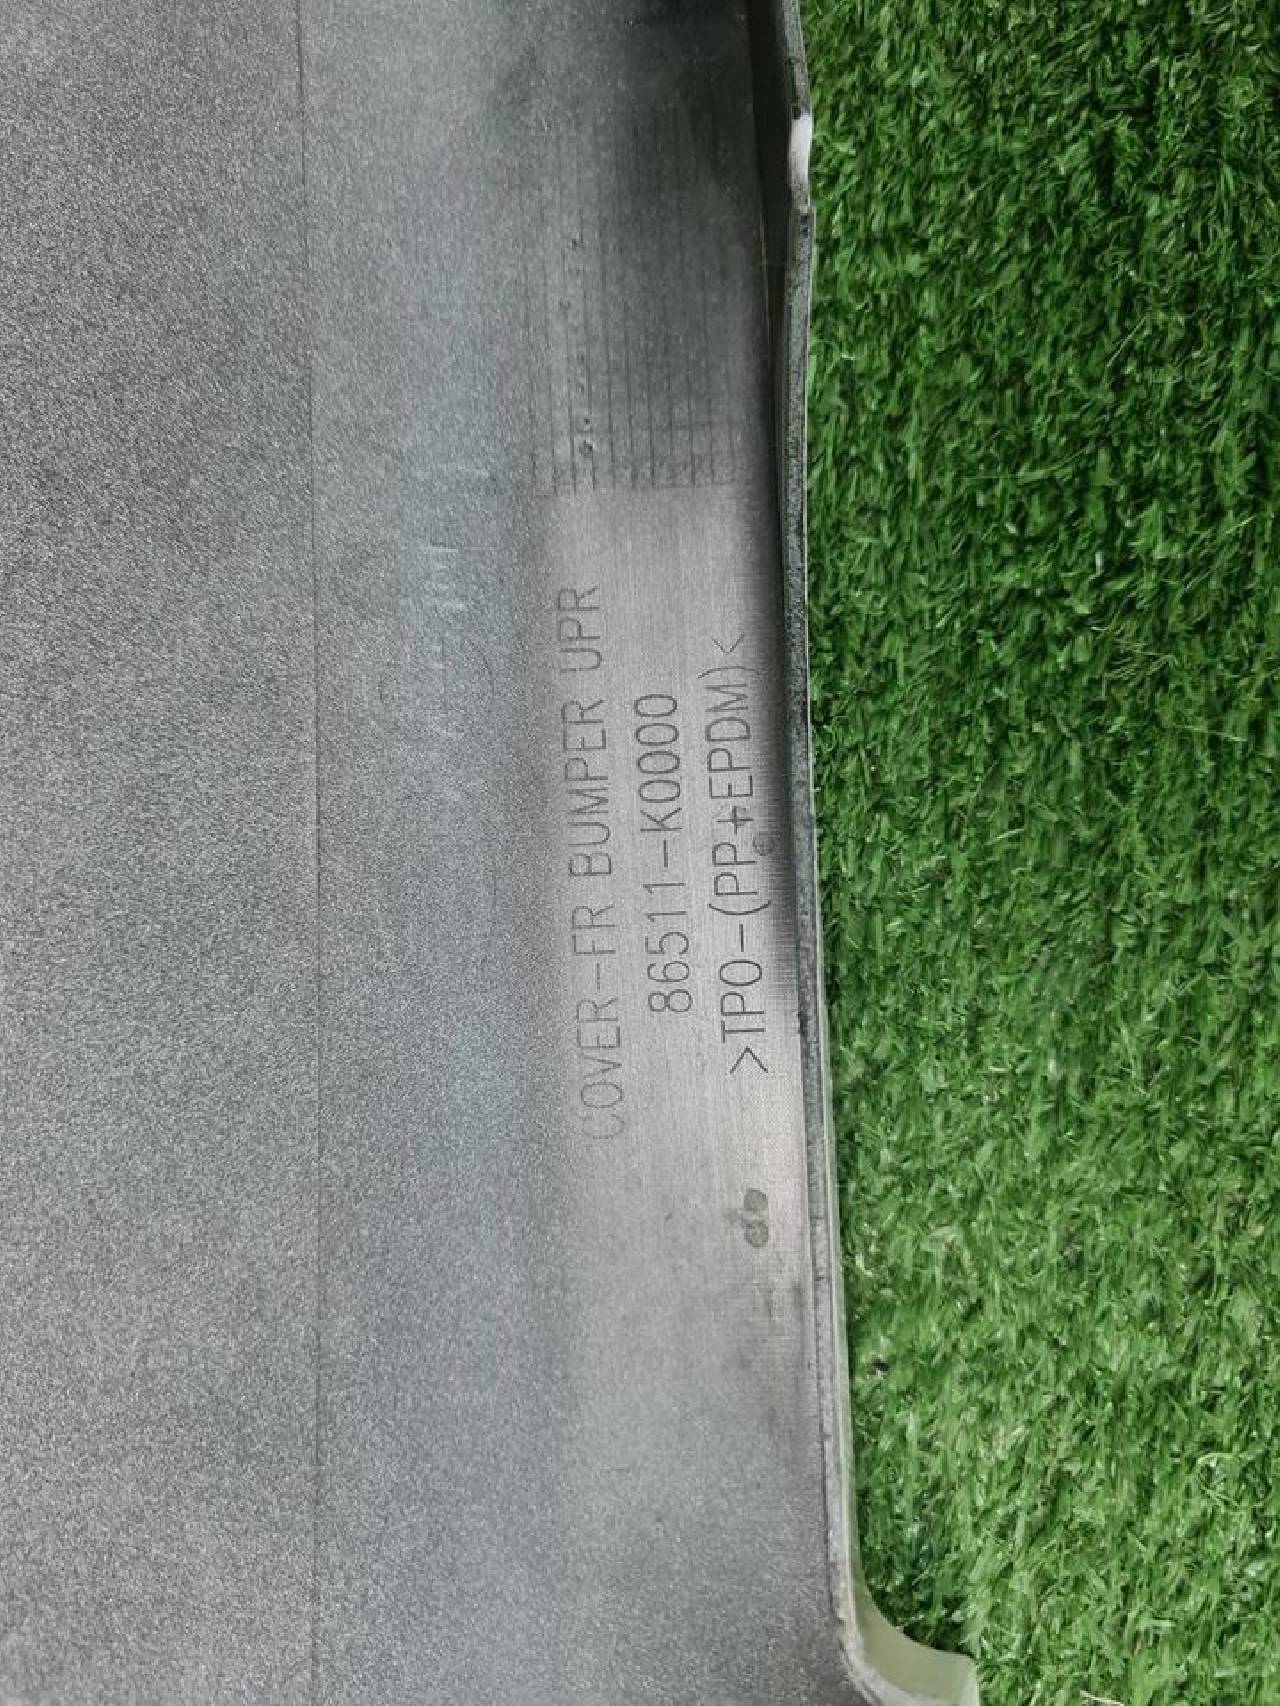 COVER-FR BUMPER UPR
86511-K0000
>TPO-(PP+EPDM)<